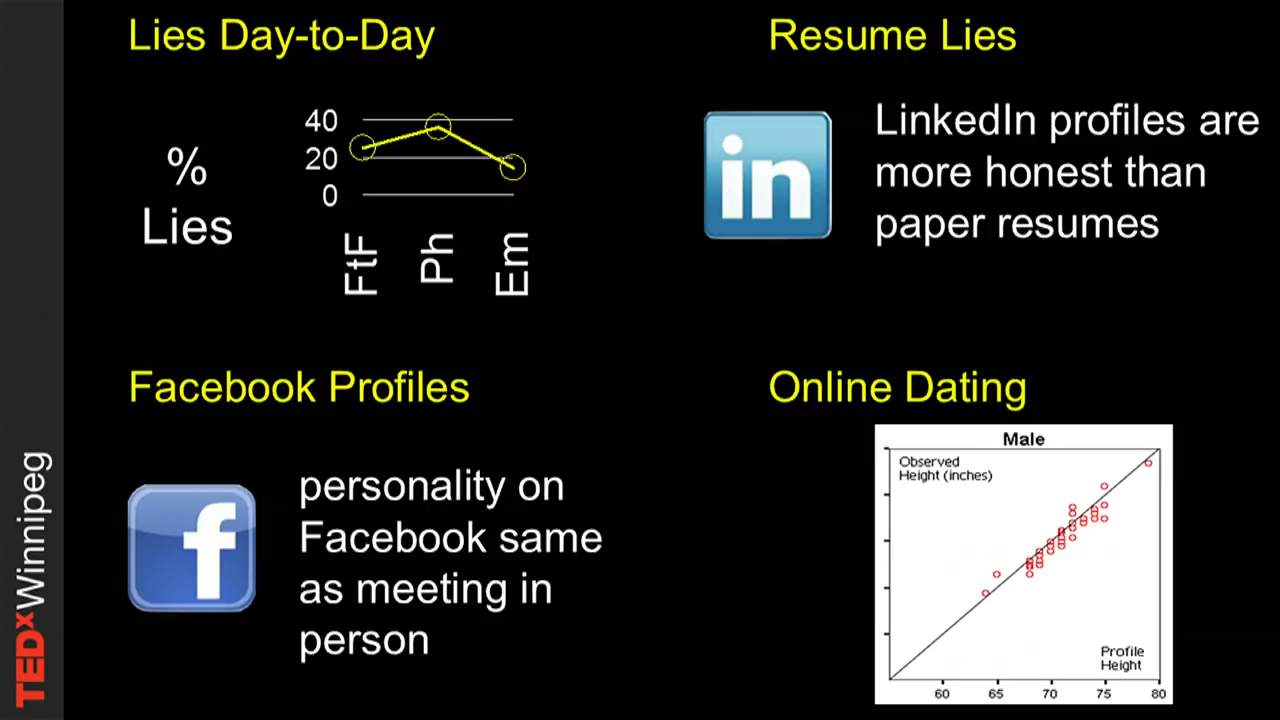 Lies Day-to-Day
%
Lies
40
20
0
FtF
Ph
Em
Resume Lies
in
LinkedIn profiles are
more honest than
paper resumes
Facebook Profiles
f
personality on
Facebook same
as meeting in
person
Online Dating
Male
Observed
Height (inches)
Profile
Height
60
65
70
75
80
TEDxWinnipeg